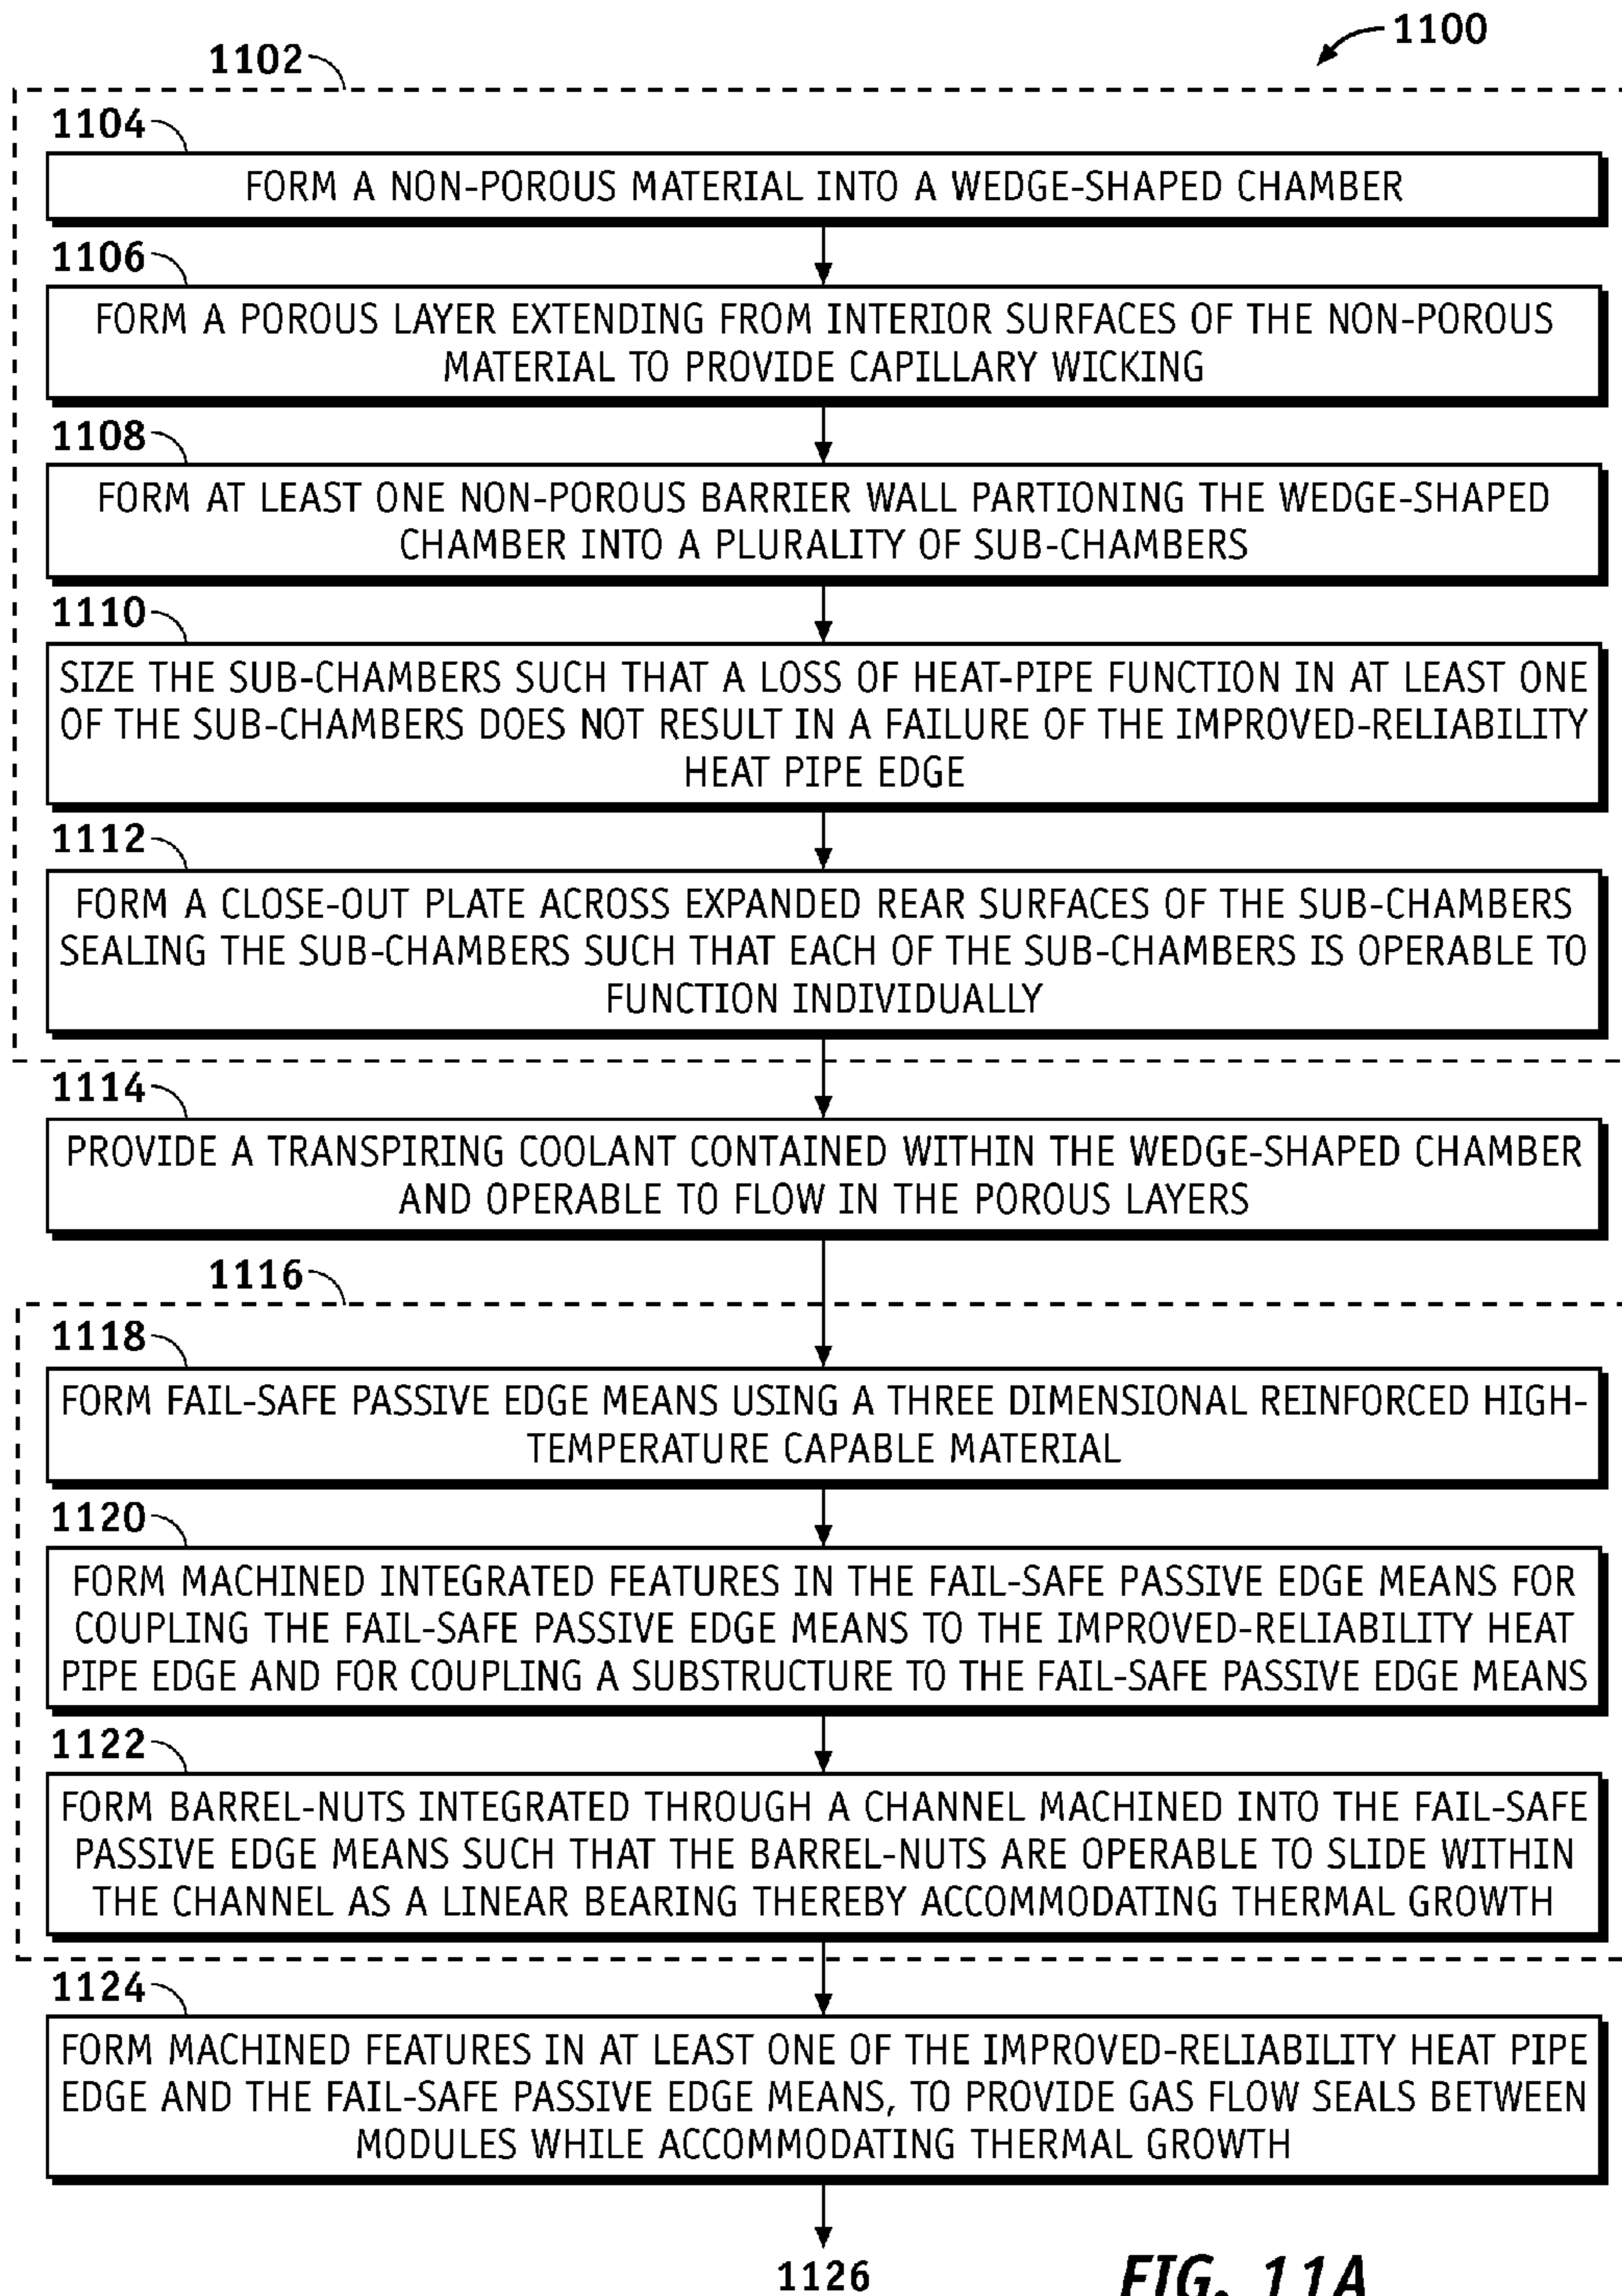 1100
1102
1104
FORM A NON-POROUS MATERIAL INTO A WEDGE-SHAPED CHAMBER
1106
FORM A POROUS LAYER EXTENDING FROM INTERIOR SURFACES OF THE NON-POROUS
MATERIAL TO PROVIDE CAPILLARY WICKING
1108
FORM AT LEAST ONE NON-POROUS BARRIER WALL PARTIONING THE WEDGE-SHAPED
CHAMBER INTO A PLURALITY OF SUB-CHAMBERS
1110
SIZE THE SUB-CHAMBERS SUCH THAT A LOSS OF HEAT-PIPE FUNCTION IN AT LEAST ONE
OF THE SUB-CHAMBERS DOES NOT RESULT IN A FAILURE OF THE IMPROVED-RELIABILITY
HEAT PIPE EDGE
1112
FORM A CLOSE-OUT PLATE ACROSS EXPANDED REAR SURFACES OF THE SUB-CHAMBERS
SEALING THE SUB-CHAMBERS SUCH THAT EACH OF THE SUB-CHAMBERS IS OPERABLE TO
FUNCTION INDIVIDUALLY
1114
PROVIDE A TRANSPIRING COOLANT CONTAINED WITHIN THE WEDGE-SHAPED CHAMBER
AND OPERABLE TO FLOW IN THE POROUS LAYERS
1116
1118
FORM FAIL-SAFE PASSIVE EDGE MEANS USING A THREE DIMENSIONAL REINFORCED HIGH-
TEMPERATURE CAPABLE MATERIAL
1120
FORM MACHINED INTEGRATED FEATURES IN THE FAIL-SAFE PASSIVE EDGE MEANS FOR
COUPLING THE FAIL-SAFE PASSIVE EDGE MEANS TO THE IMPROVED-RELIABILITY HEAT
PIPE EDGE AND FOR COUPLING A SUBSTRUCTURE TO THE FAIL-SAFE PASSIVE EDGE MEANS
1122
FORM BARREL-NUTS INTEGRATED THROUGH A CHANNEL MACHINED INTO THE FAIL-SAFE
PASSIVE EDGE MEANS SUCH THAT THE BARREL-NUTS ARE OPERABLE TO SLIDE WITHIN
THE CHANNEL AS A LINEAR BEARING THEREBY ACCOMMODATING THERMAL GROWTH
1124
FORM MACHINED FEATURES IN AT LEAST ONE OF THE IMPROVED-RELIABILITY HEAT PIPE
EDGE AND THE FAIL-SAFE PASSIVE EDGE MEANS, TO PROVIDE GAS FLOW SEALS BETWEEN
MODULES WHILE ACCOMMODATING THERMAL GROWTH
1126
FIG. 11A